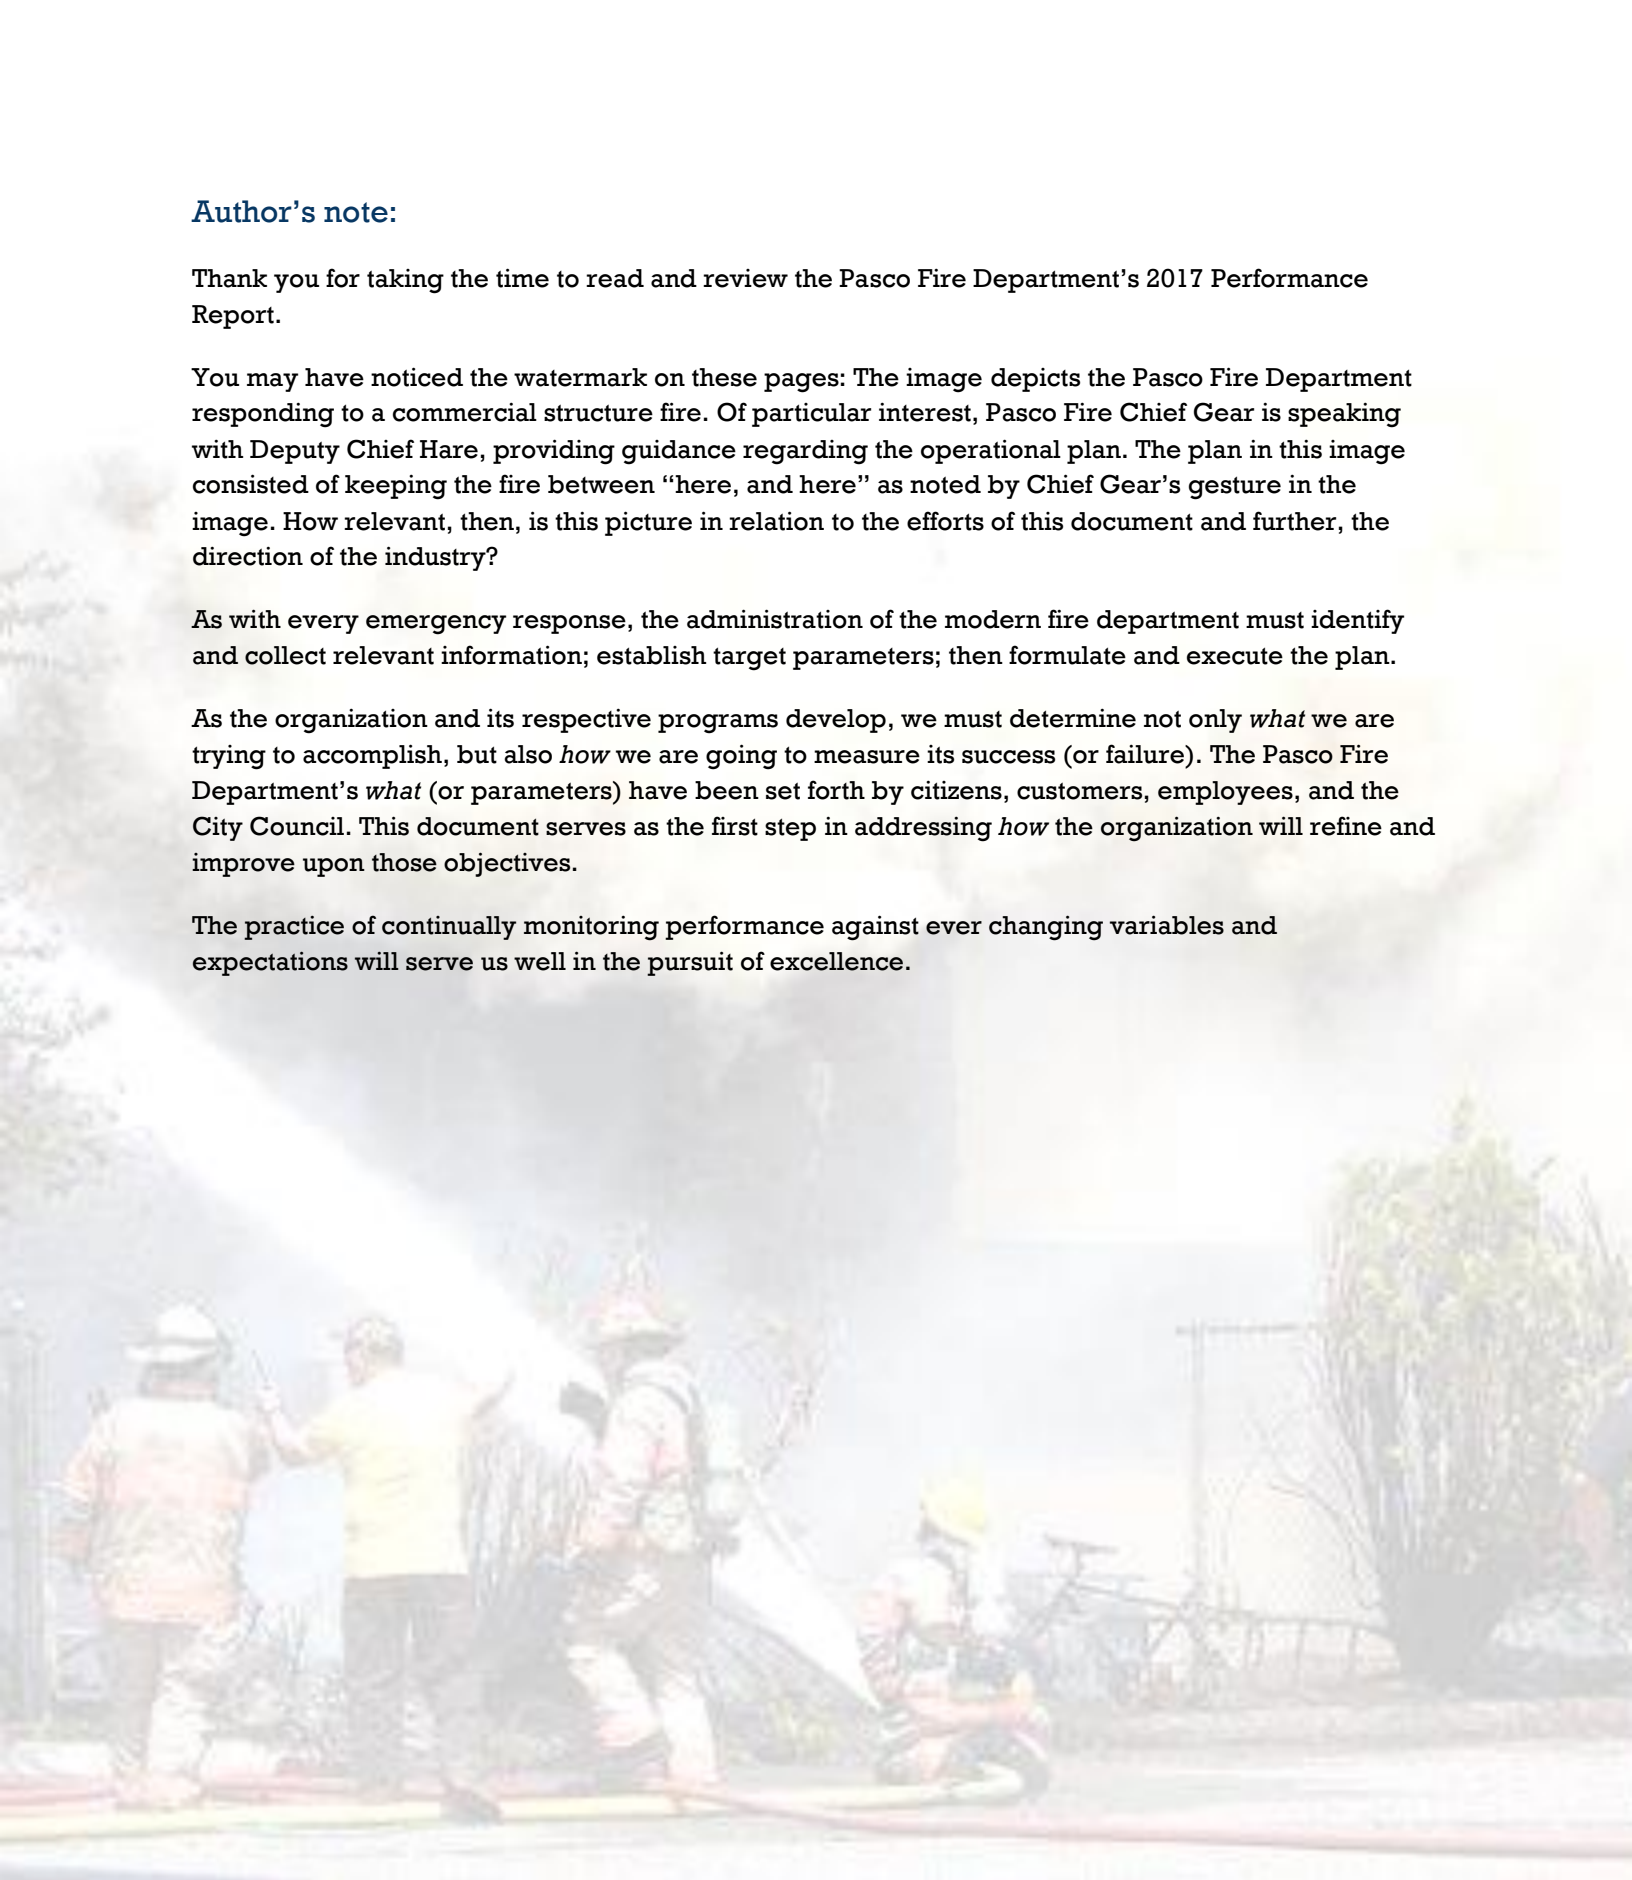 Author’s note:
Thank you for taking the time to read and review the Pasco Fire Department’s 2017 Performance
Report.
You may have noticed the watermark on these pages: The image depicts the Pasco Fire Department
responding to a commercial structure fire. Of particular interest, Pasco Fire Chief Gear is speaking
with Deputy Chief Hare, providing guidance regarding the operational plan. The plan in this image
consisted of keeping the fire between “here, and here” as noted by Chief Gear’s gesture in the
image. How relevant, then, is this picture in relation to the efforts of this document and further, the
direction of the industry?
As with every emergency response, the administration of the modern fire department must identify
and collect relevant information; establish target parameters; then formulate and execute the plan.
As the organization and its respective programs develop, we must determine not only what we are
trying to accomplish, but also how we are going to measure its success (or failure). The Pasco Fire
Department’s what (or parameters) have been set forth by citizens, customers, employees, and the
City Council. This document serves as the first step in addressing how the organization will refine and
improve upon those objectives.
The practice of continually monitoring performance against ever changing variables and
expectations will serve us well in the pursuit of excellence.